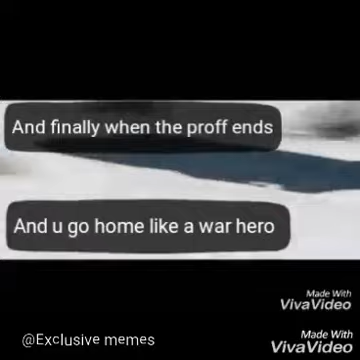 And finally when the proff ends
And u go home like a war hero
Made With
VivaVideo
@Exclusive memes
Made With
VivaVideo